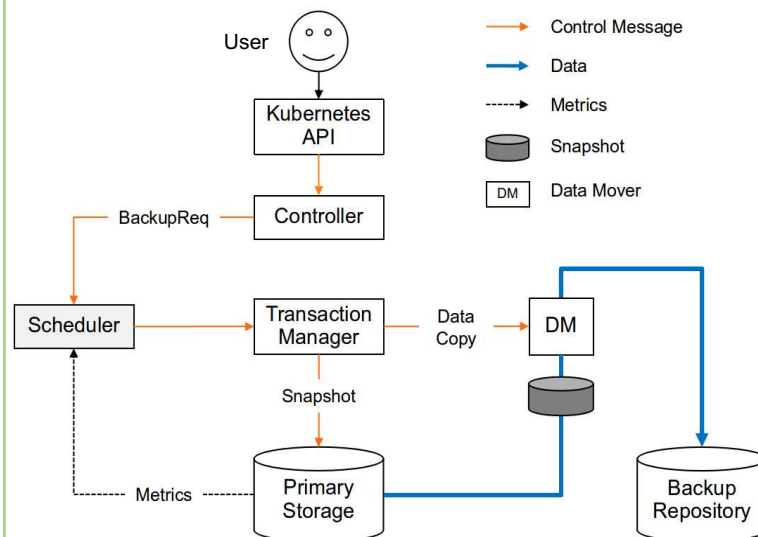 User
Control Message
Data
Kubernetes
API
Metrics
Snapshot
DM
Data Mover
BackupReq
Controller
Scheduler
Transaction
Manager
Data
Copy
DM
Snapshot
Metrics
Primary
Storage
Backup
Repository